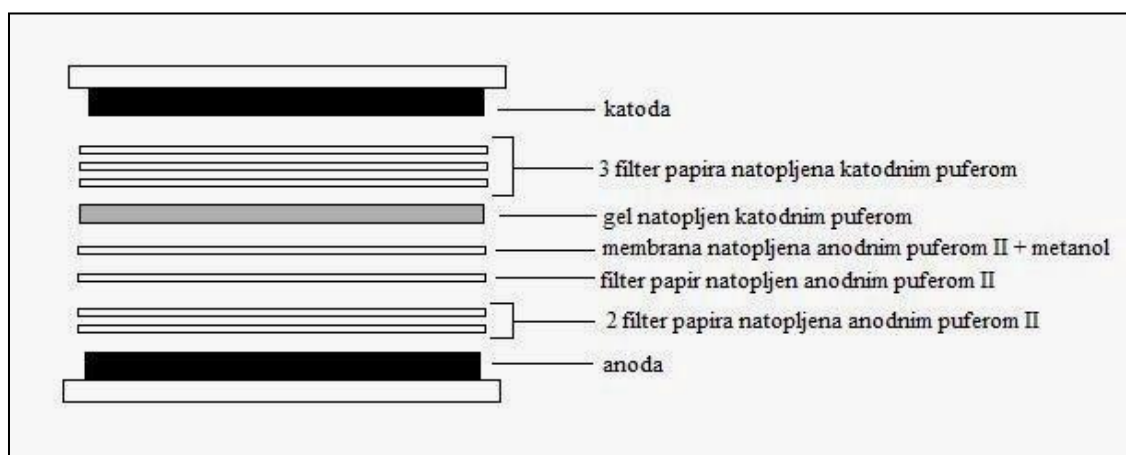 katoda
3 filter papira natopljena katodnim puferom
gel natopljen katodnim puferom
membrana natopljena anodnim puferom II + metanol
filter papir natopljen anodnim puferom II
2 filter papira natopljena anodnim puferom II
anoda